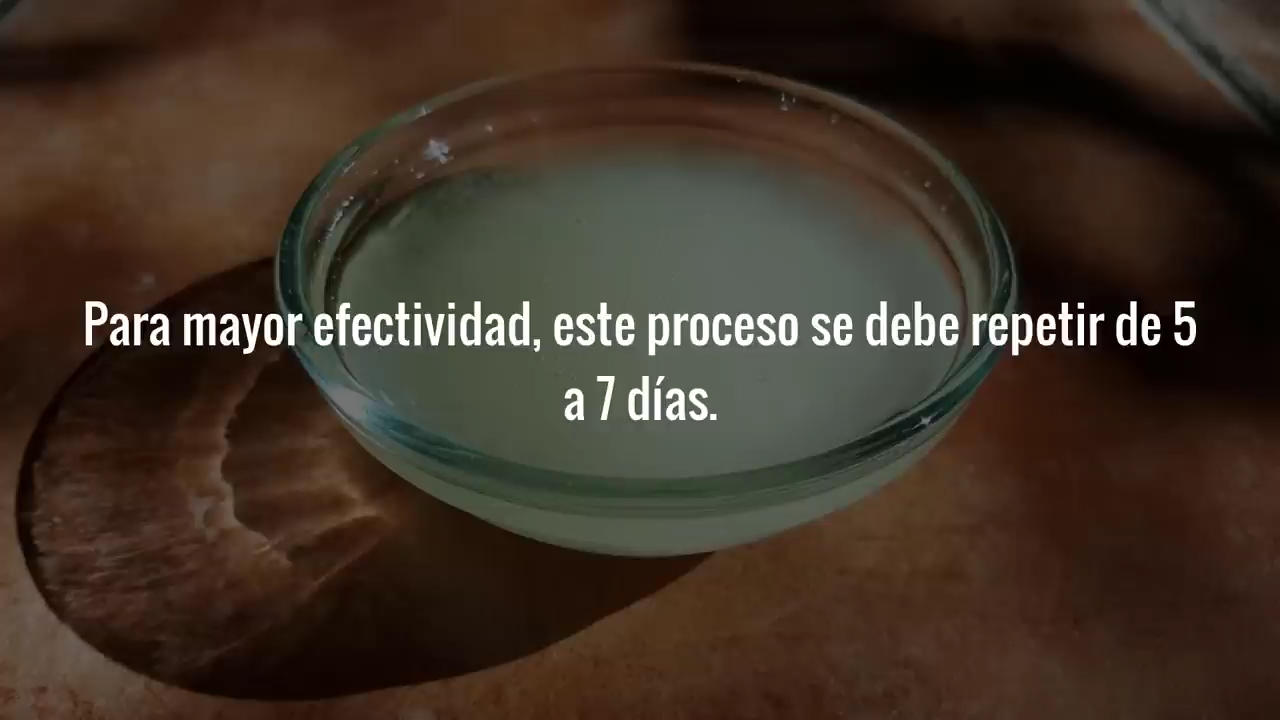 Para mayor efectividad, este proceso se debe repetir de 5
a 7 días.